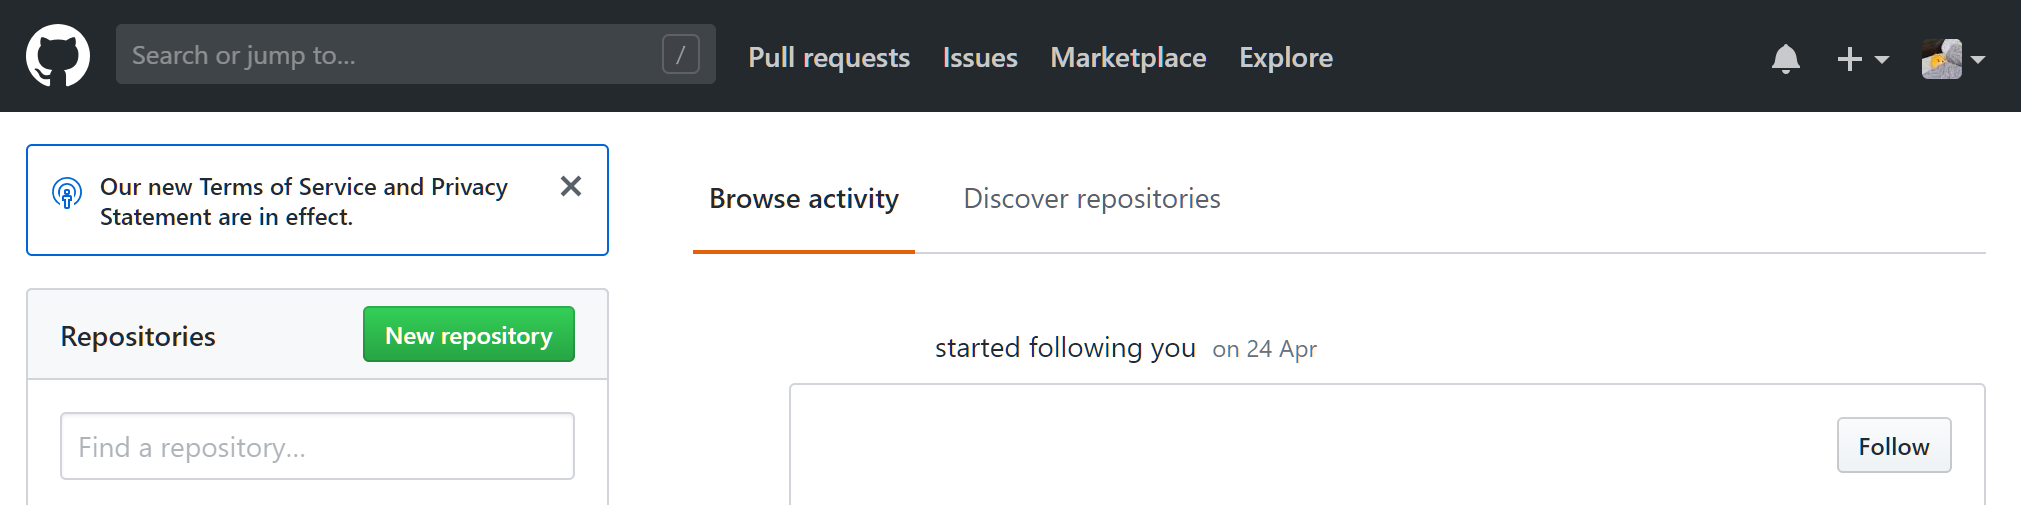 Search or jump to...
/
Pull requests
Issues
Marketplace
Explore
Our new Terms of Service and Privacy
Statement are in effect.
Browse activity
Discover repositories
Repositories
New repository
Find a repository...
started following you on 24 Apr
Follow